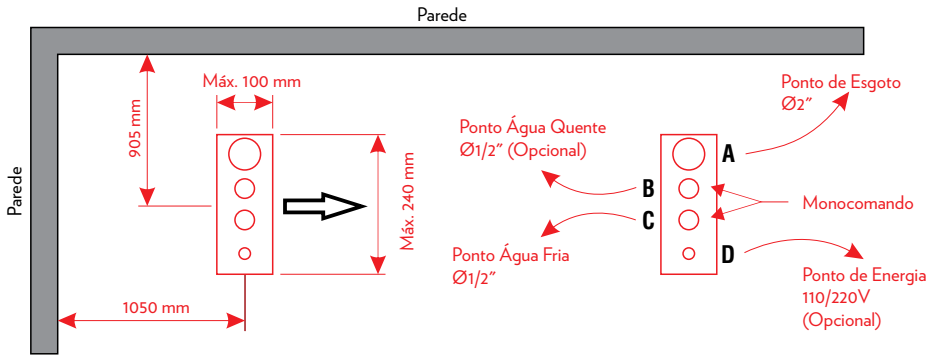 Parede
Parede
905 mm
Máx. 100 mm
Máx. 240 mm
1050 mm
Ponto de Esgoto
Ø2"
Ponto Água Quente
Ø1/2" (Opcional)
A
B
C
D
Monocomando
Ponto Água Fria
Ø1/2"
Ponto de Energia
110/220V
(Opcional)